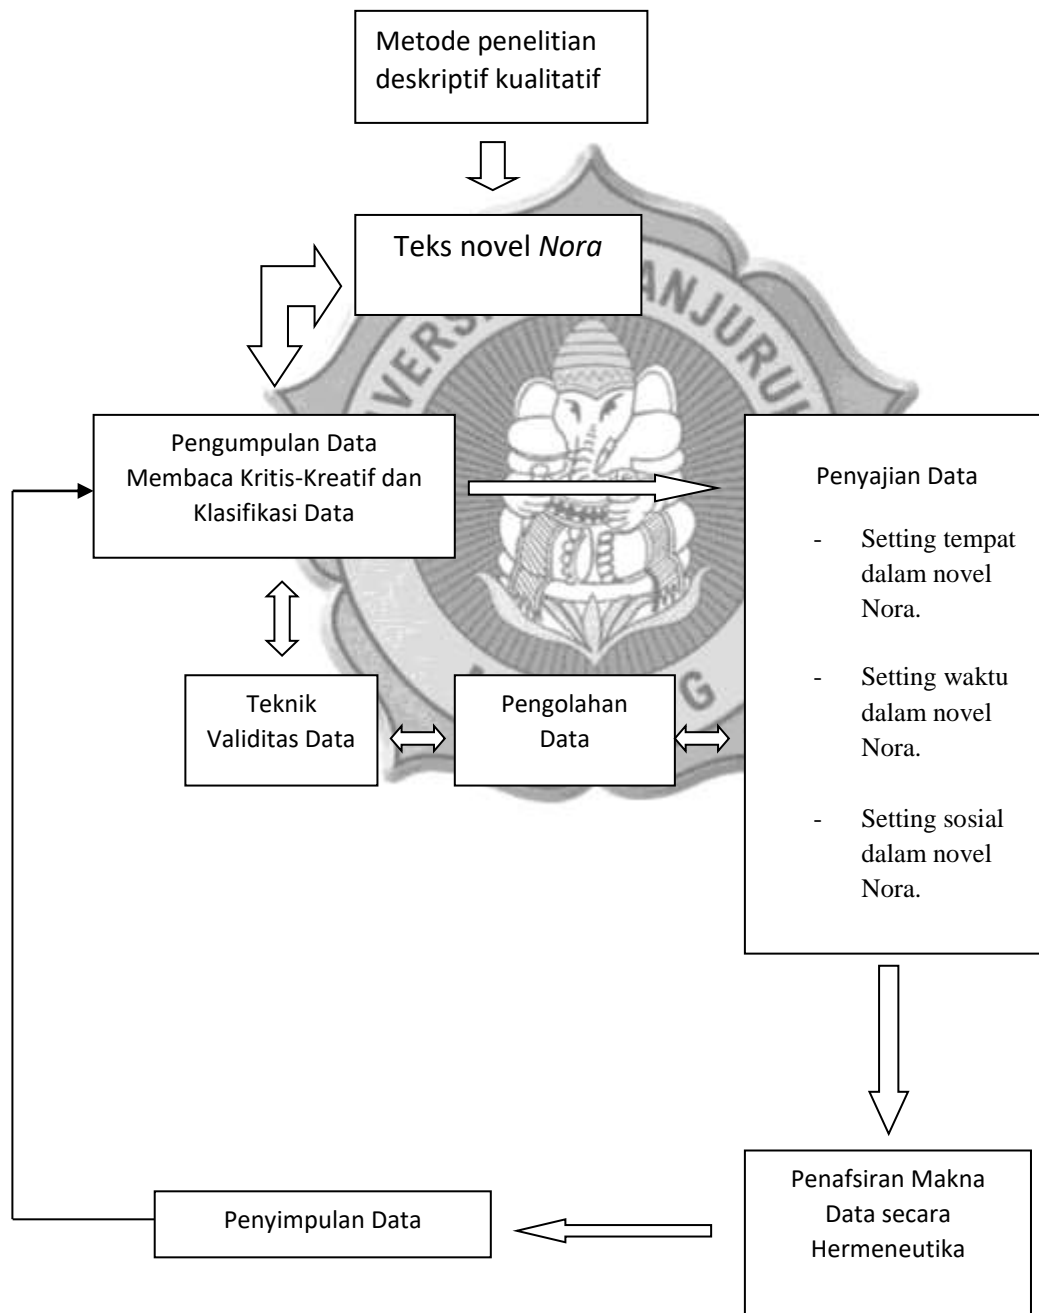 Metode penelitian
deskriptif kualitatif
Teks novel Nora
Pengumpulan Data
Membaca Kritis-Kreatif dan
Klasifikasi Data
Penyajian Data
- Setting tempat
dalam novel
Nora.
- Setting waktu
dalam novel
Nora.
- Setting sosial
dalam novel
Nora.
Teknik
Validitas Data
Pengolahan
Data
Penafsiran Makna
Data secara
Hermeneutika
Penyimpulan Data